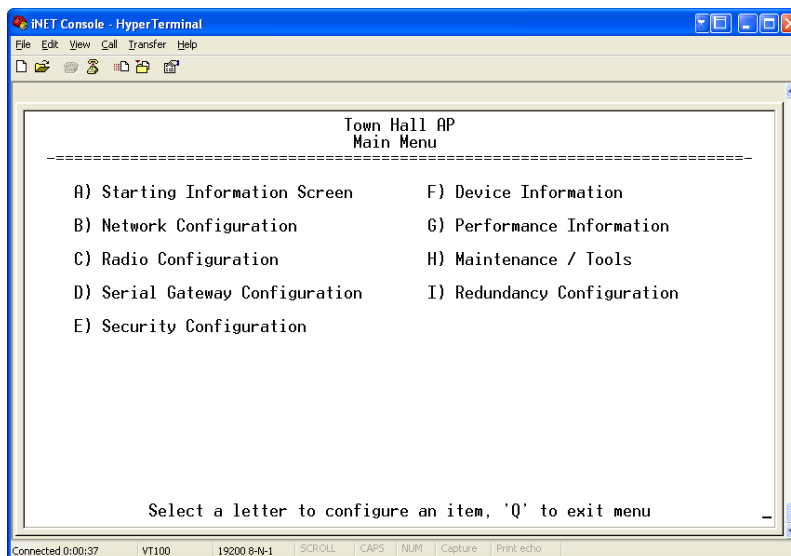 iNET Console - HyperTerminal
File Edit View Call Transfer Help
Town Hall AP
Main Menu
-==========================================================================-
A) Starting Information Screen F) Device Information
B) Network Configuration G) Performance Information
C) Radio Configuration H) Maintenance / Tools
D) Serial Gateway Configuration I) Redundancy Configuration
E) Security Configuration
Select a letter to configure an item, 'Q' to exit menu _
Connected 0:00:37 VT100 19200 8-N-1 SCROLL CAPS NUM Capture Print echo